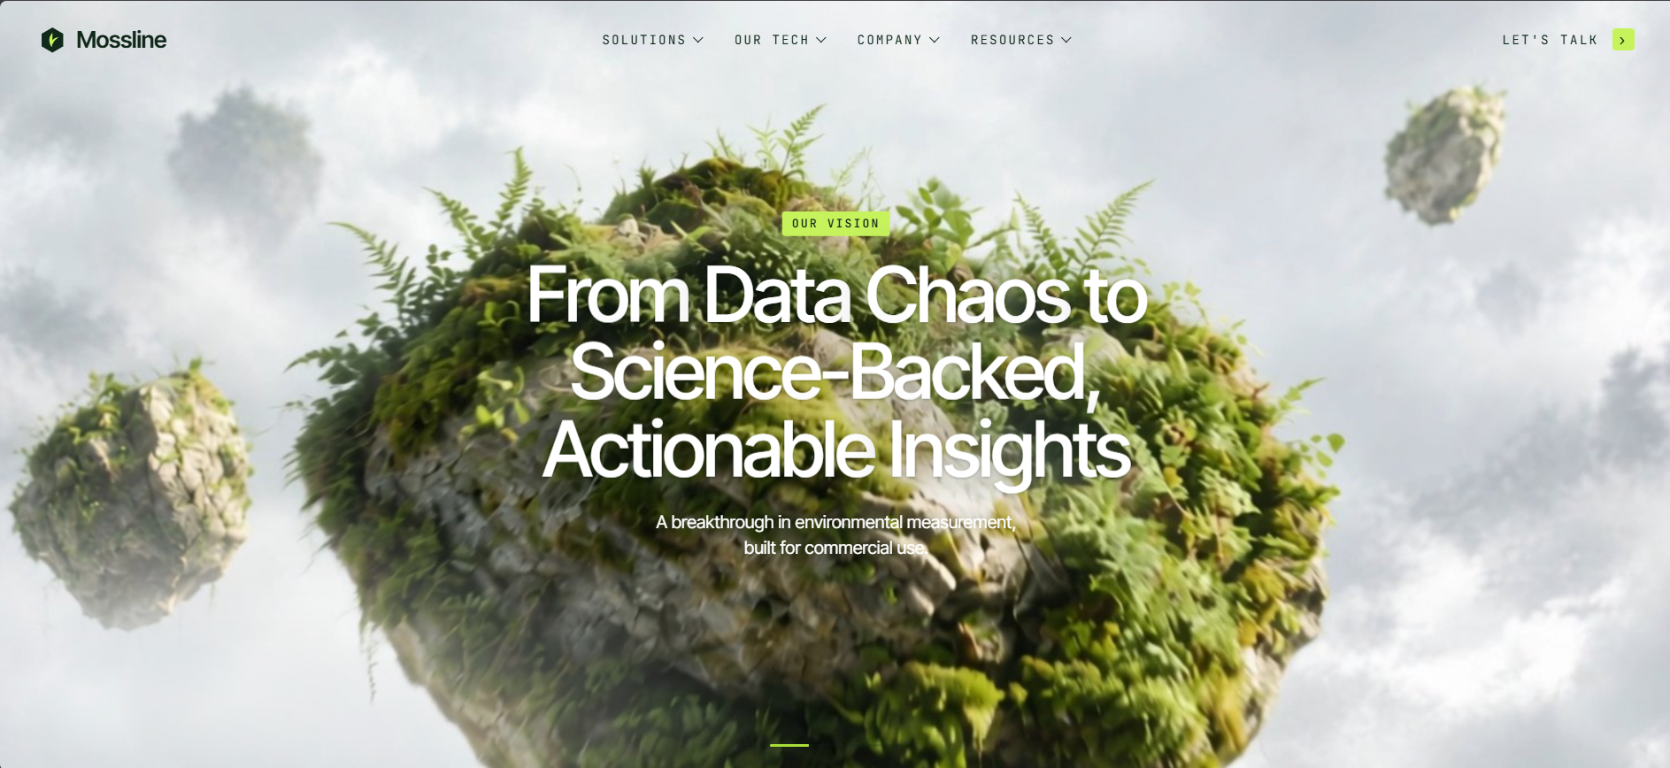 Mossline
SOLUTIONS
OUR TECH
COMPANY
RESOURCES
LET'S TALK
OUR VISION
From Data Chaos to
Science-Backed,
Actionable Insights
A breakthrough in environmental measurement,
built for commercial use.